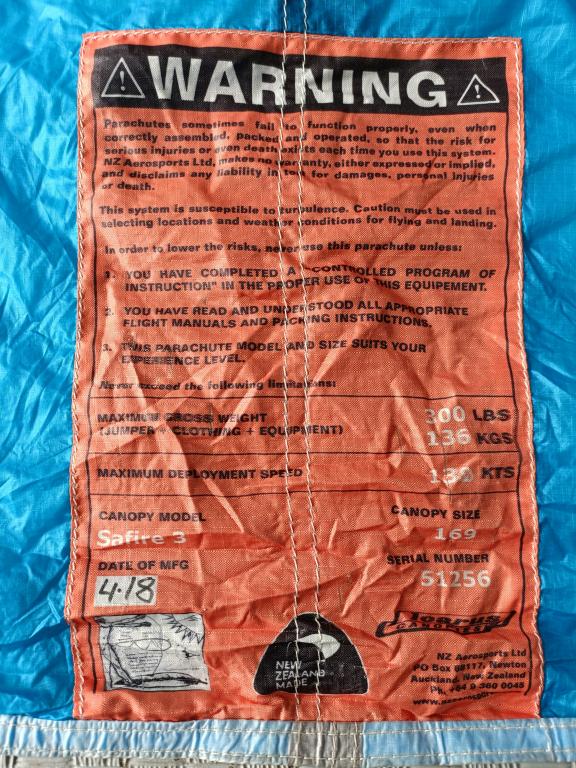 WARNING
Parachutes sometimes fail to function properly, even when
correctly assembled, packed and operated, so that the risk for
serious injuries or even death exists each time you use this system.
NZ Aerosports Ltd, makes no warranty, either expressed or implied,
and disclaims any liability in tort for damages, personal injuries
or death.
This system is susceptible to turbulence. Caution must be used in
selecting locations and weather conditions for flying and landing.
In order to lower the risks, never use this parachute unless:
1. YOU HAVE COMPLETED A "CONTROLLED PROGRAM OF
INSTRUCTION" IN THE PROPER USE OF THIS EQUIPEMENT.
2. YOU HAVE READ AND UNDERSTOOD ALL APPROPRIATE
FLIGHT MANUALS AND PACKING INSTRUCTIONS.
3. THIS PARACHUTE MODEL AND SIZE SUITS YOUR
EXPERIENCE LEVEL.
Never exceed the following limitations:
MAXIMUM GROSS WEIGHT 300 LBS
(JUMPER + CLOTHING + EQUIPMENT) 136 KGS
MAXIMUM DEPLOYMENT SPEED KTS
CANOPY MODEL CANOPY SIZE
Safire 3 169
DATE OF MFG SERIAL NUMBER
4.18 51256
Icarus
CANOPIES
NEW
ZEALAND
MADE
NZ Aerosports Ltd
PO Box 68117, Newton
Auckland, New Zealand
Ph, +64 9 360 0045